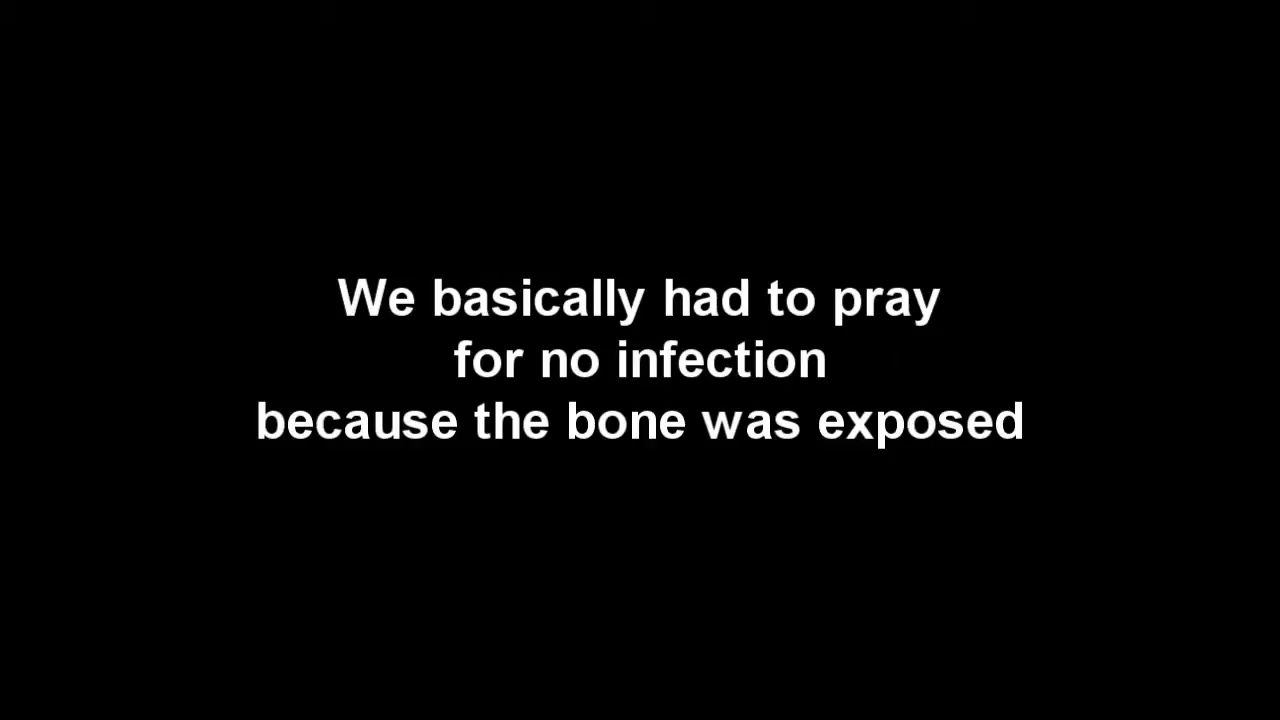 We basically had to pray
for no infection
because the bone was exposed